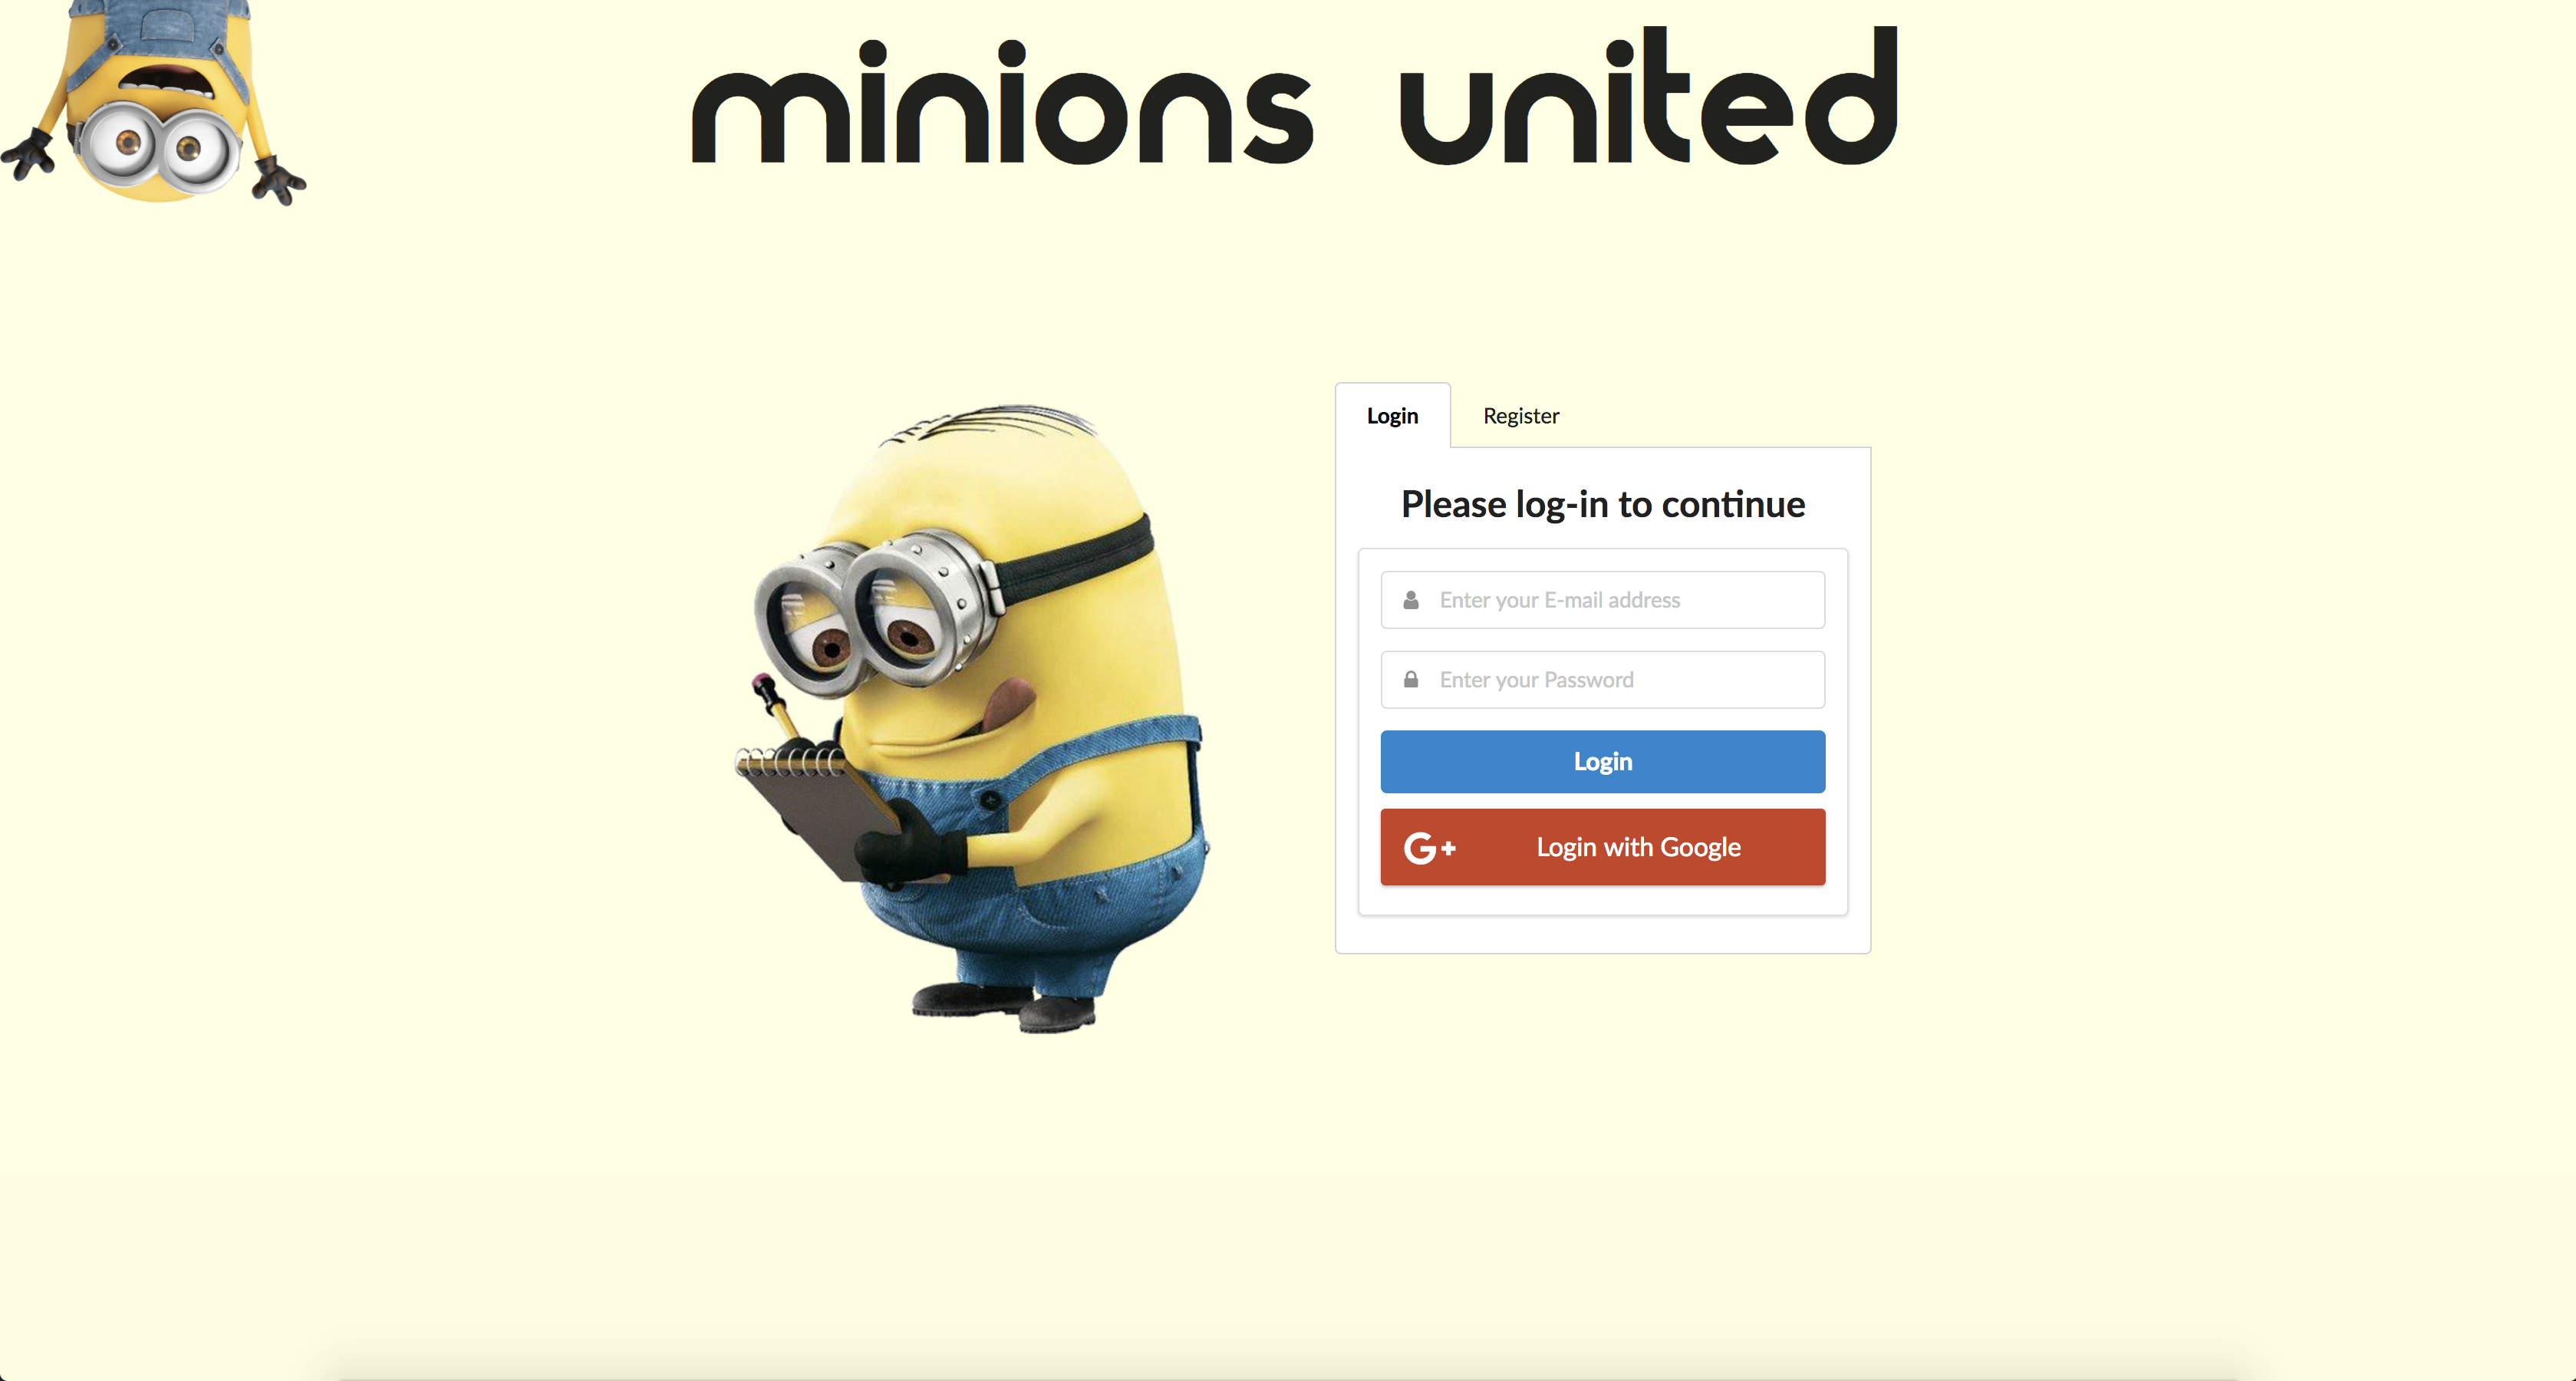 minions united
Login
Register
Please log-in to continue
Enter your E-mail address
Enter your Password
Login
G+ Login with Google